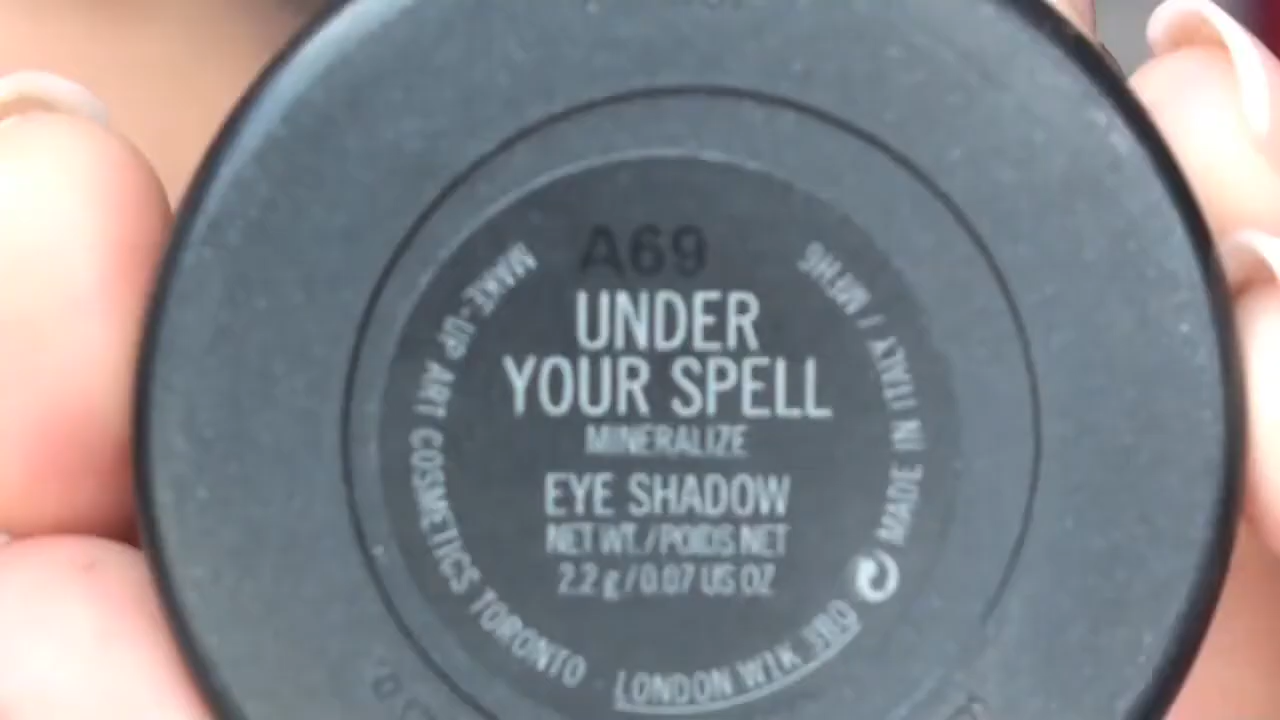 A69
UNDER
YOUR SPELL
MINERALIZE
EYE SHADOW
NET WT./POIDS NET
2.2 g/0.07 US OZ
MAKE-UP ART COSMETICS TORONTO
LONDON W1K 3BQ
MADE IN ITALY /